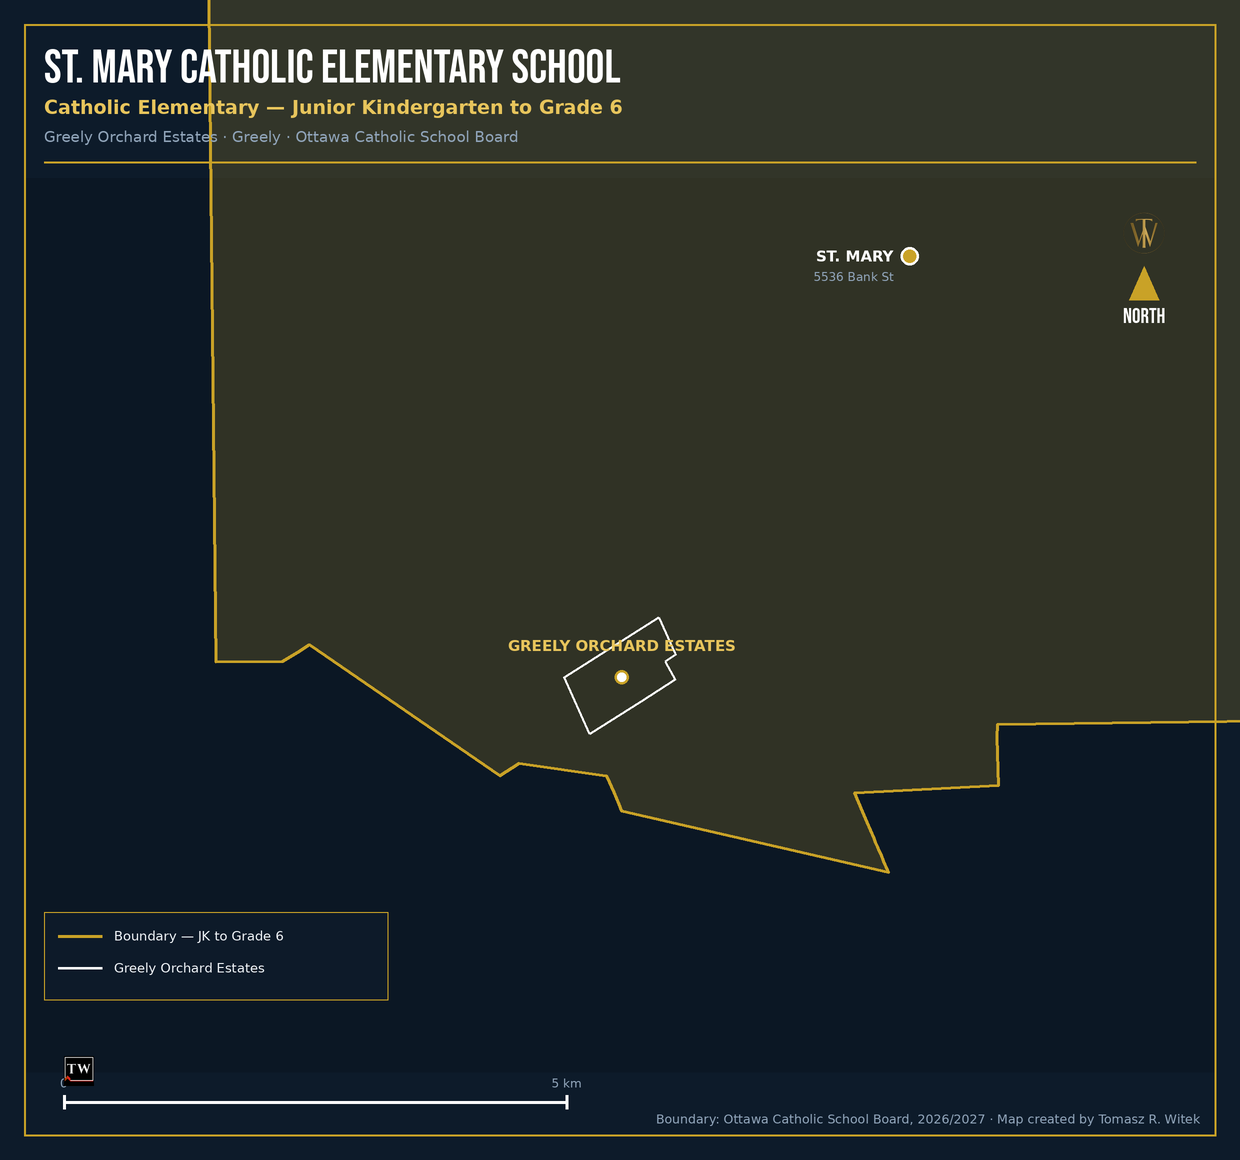 ST. MARY CATHOLIC ELEMENTARY SCHOOL
Catholic Elementary — Junior Kindergarten to Grade 6
Greely Orchard Estates · Greely · Ottawa Catholic School Board
ST. MARY
5536 Bank St
NORTH
GREELY ORCHARD ESTATES
Boundary — JK to Grade 6
Greely Orchard Estates
TW
0 5 km
Boundary: Ottawa Catholic School Board, 2026/2027 · Map created by Tomasz R. Witek